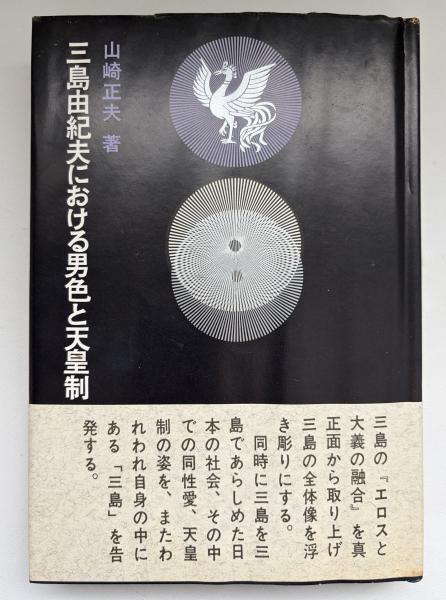 三島由紀夫における男色と天皇制
山崎正夫 著
三島の『エロスと
大義の融合』を真
正面から取り上げ
三島の全体像を浮
き彫りにする。
同時に三島を三
島であらしめた日
本の社会、その中
での同性愛、天皇
制の姿を、またわ
れわれ自身の中に
ある「三島」を告
発する。